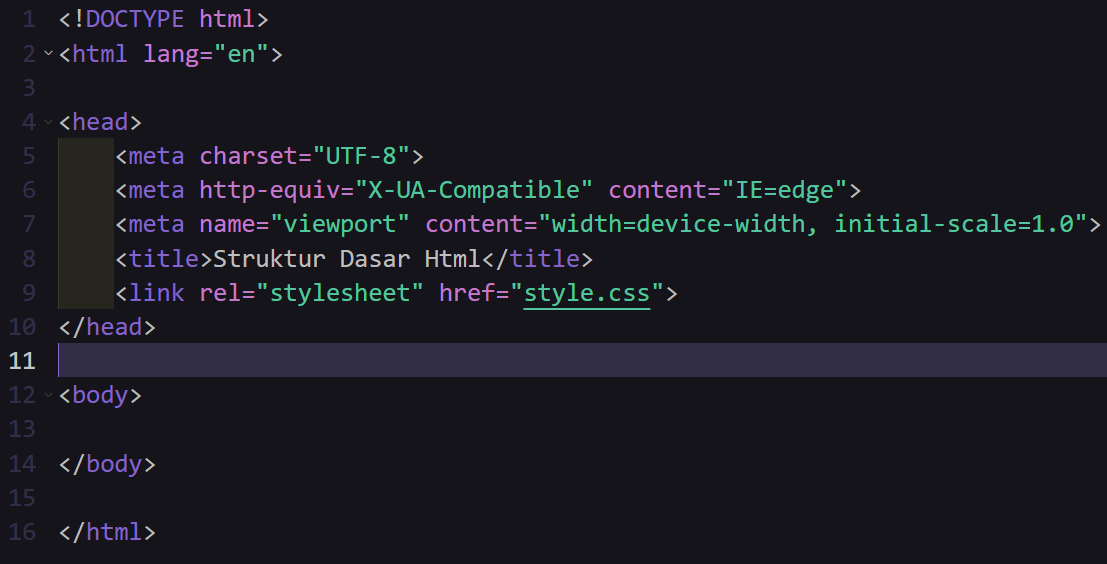 1 <!DOCTYPE html>
2 <html lang="en">
3
4 <head>
5     <meta charset="UTF-8">
6     <meta http-equiv="X-UA-Compatible" content="IE=edge">
7     <meta name="viewport" content="width=device-width, initial-scale=1.0">
8     <title>Struktur Dasar Html</title>
9     <link rel="stylesheet" href="style.css">
10 </head>
11
12 <body>
13
14 </body>
15
16 </html>